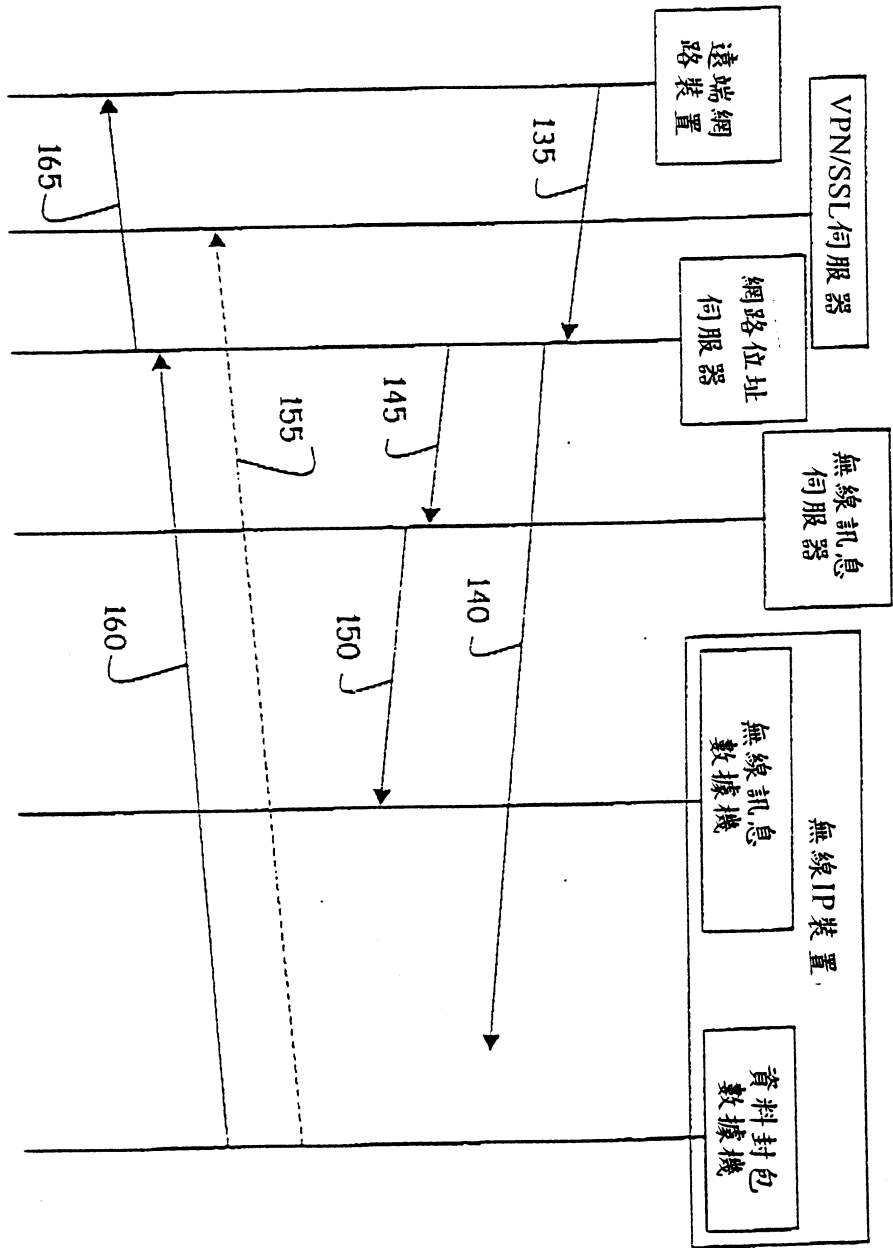 遠端網
路裝置
VPN/SSL伺服器
網路位址
伺服器
無線訊息
伺服器
無線IP裝置
無線訊息
數據機
資料封包
數據機
135
140
145
150
155
160
165